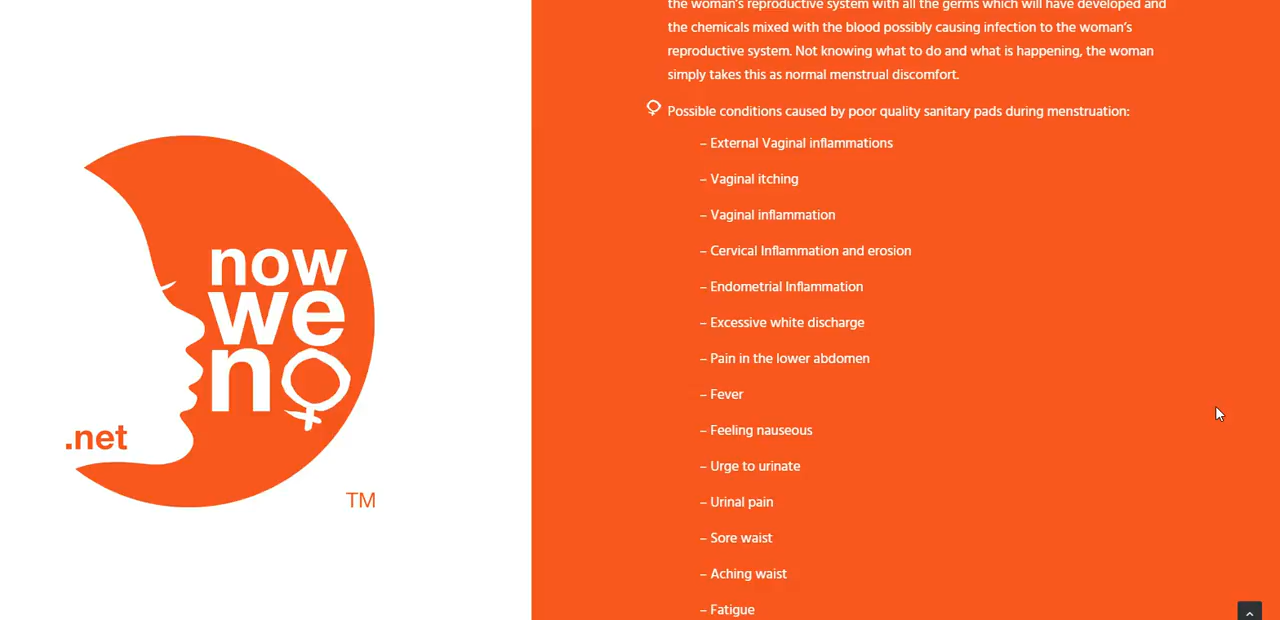 the woman's reproductive system with all the germs which will have developed and
the chemicals mixed with the blood possibly causing infection to the woman's
reproductive system. Not knowing what to do and what is happening, the woman
simply takes this as normal menstrual discomfort.
Possible conditions caused by poor quality sanitary pads during menstruation:
– External Vaginal inflammations
– Vaginal itching
– Vaginal inflammation
– Cervical Inflammation and erosion
– Endometrial Inflammation
– Excessive white discharge
– Pain in the lower abdomen
– Fever
– Feeling nauseous
– Urge to urinate
– Urinal pain
– Sore waist
– Aching waist
– Fatigue
now
we
no
.net
TM